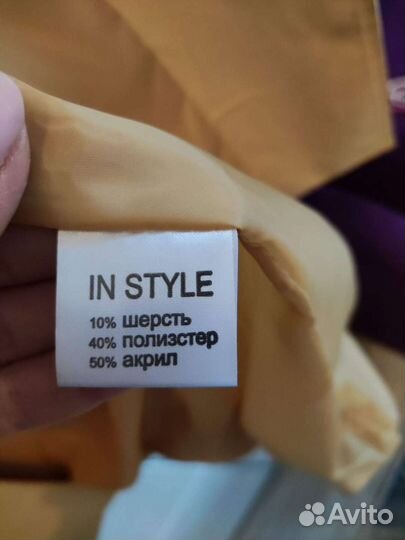 IN STYLE
10% шерсть
40% полизстер
50% акрил
Avito